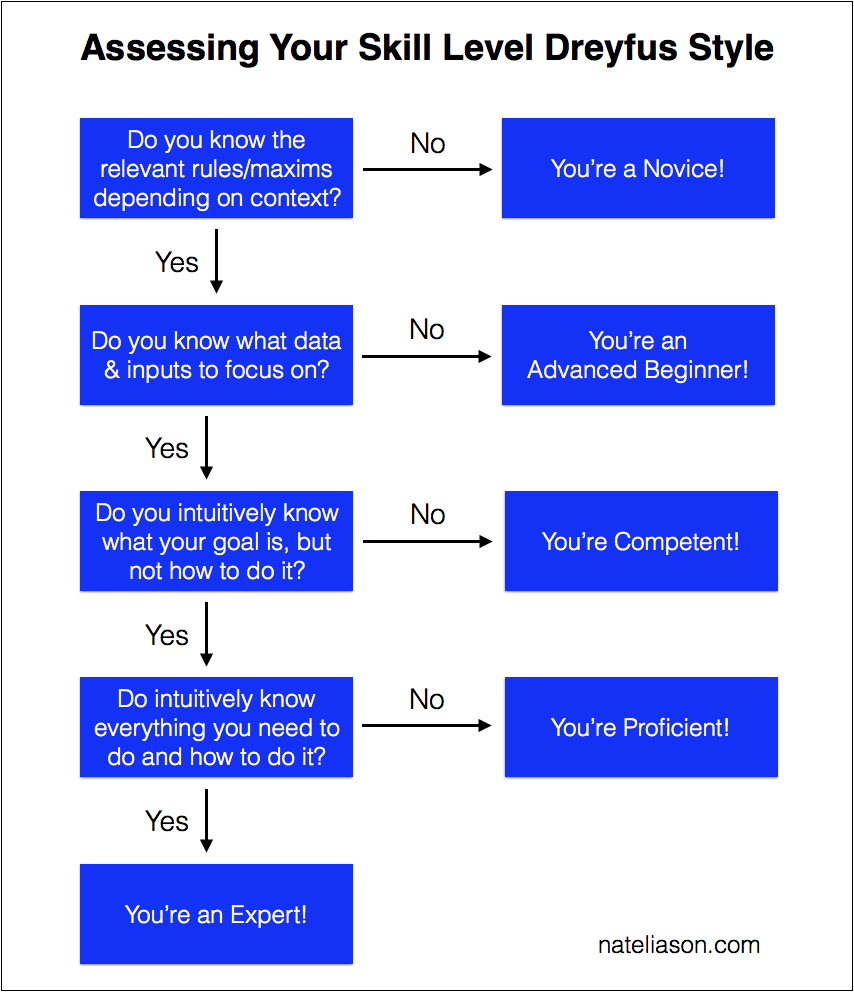 Assessing Your Skill Level Dreyfus Style
Do you know the
relevant rules/maxims
depending on context?
No
You're a Novice!
Yes
Do you know what data
& inputs to focus on?
No
You're an
Advanced Beginner!
Yes
Do you intuitively know
what your goal is, but
not how to do it?
No
You're Competent!
Yes
Do intuitively know
everything you need to
do and how to do it?
No
You're Proficient!
Yes
You're an Expert!
nateliason.com